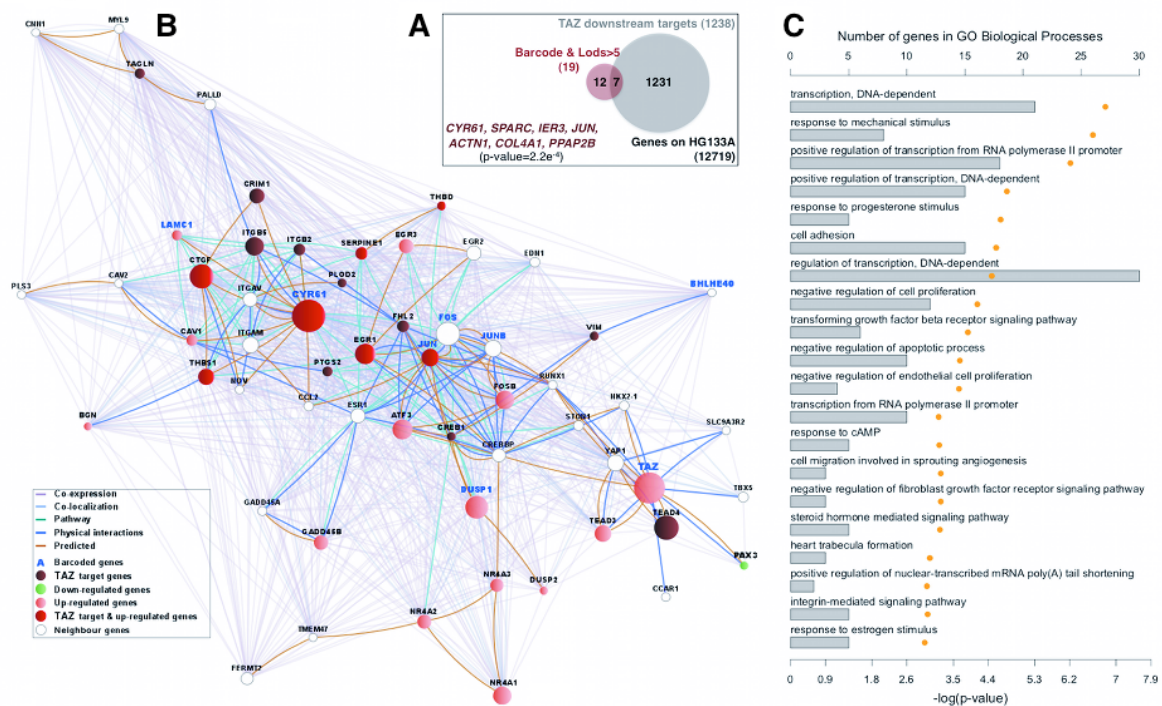 B
A
TAZ downstream targets (1238)
Barcode & Lods>5
(19)
12
7
1231
CYR61, SPARC, IER3, JUN,
ACTN1, COL4A1, PPAP2B
(p-value=2.2e-4)
Genes on HG133A
(12719)
CNN1
MYL9
TAGLN
PALLD
CRIM1
THBD
LAMC1
ITGB5
ITGB2
SERPINE1
EGR3
EGR2
EDN1
CTGF
PLOD2
CAV2
PLS3
ITGAV
CYR61
BHLHE40
FHL2
FOS
CAV1
ITGAM
JUNB
VIM
EGR1
JUN
THBS1
PTGS2
NOV
RUNX1
FOSB
CCL2
NKX2-1
ESR1
BGN
ATF3
CREB1
SLC9A3R2
CREBBP
YAP1
TAZ
DUSP1
TBX5
GADD45A
TEAD3
TEAD4
GADD45B
PAX3
NR4A3
DUSP2
CCAR1
NR4A2
TMEM47
FERMT2
NR4A1
Co-expression
Co-localization
Pathway
Physical interactions
Predicted
A Barcoded genes
TAZ target genes
Down-regulated genes
Up-regulated genes
TAZ target & up-regulated genes
Neighbour genes
C
Number of genes in GO Biological Processes
0 5 10 15 20 25 30
transcription, DNA-dependent
response to mechanical stimulus
positive regulation of transcription from RNA polymerase II promoter
positive regulation of transcription, DNA-dependent
response to progesterone stimulus
cell adhesion
regulation of transcription, DNA-dependent
negative regulation of cell proliferation
transforming growth factor beta receptor signaling pathway
negative regulation of apoptotic process
negative regulation of endothelial cell proliferation
transcription from RNA polymerase II promoter
response to cAMP
cell migration involved in sprouting angiogenesis
negative regulation of fibroblast growth factor receptor signaling pathway
steroid hormone mediated signaling pathway
heart trabecula formation
positive regulation of nuclear-transcribed mRNA poly(A) tail shortening
integrin-mediated signaling pathway
response to estrogen stimulus
0 0.9 1.8 2.6 3.5 4.4 5.3 6.2 7 7.9
-log(p-value)